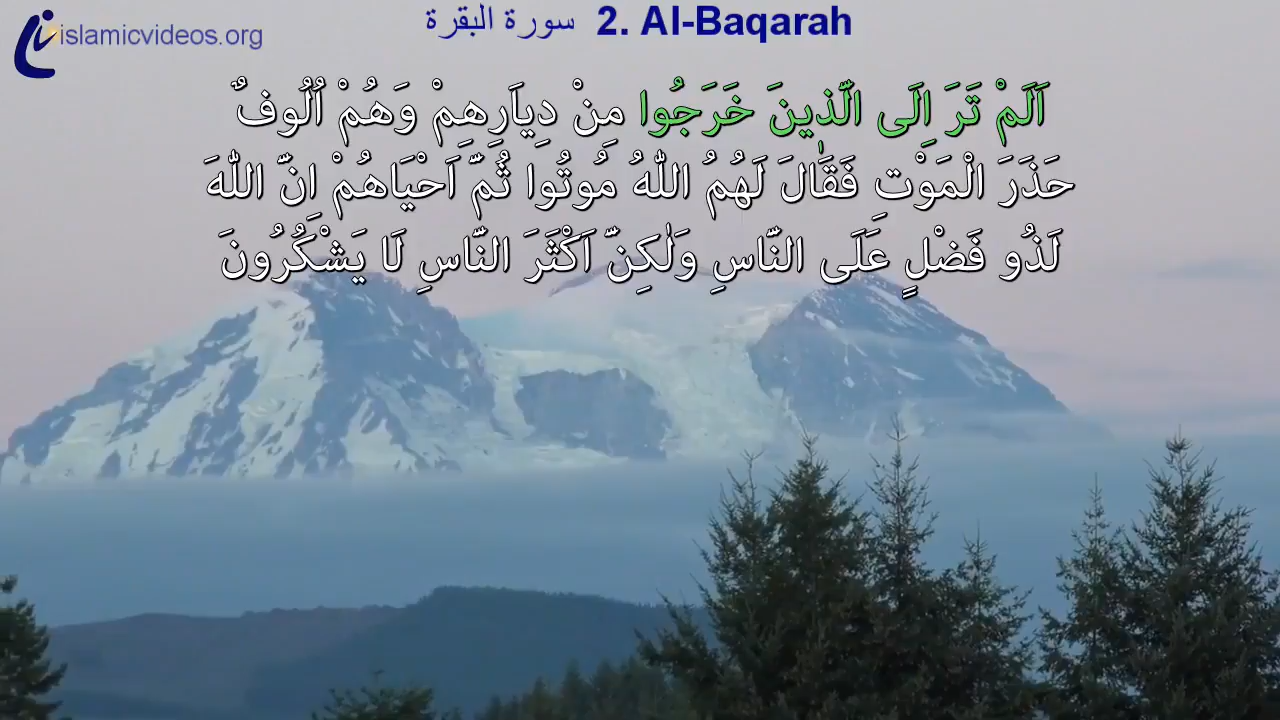 islamicvideos.org
سورة البقرة 2. Al-Baqarah
اَلَمْ تَرَ اِلَى الَّذٖينَ خَرَجُوا مِنْ دِيَارِهِمْ وَهُمْ اُلُوفٌ
حَذَرَ الْمَوْتِ فَقَالَ لَهُمُ اللّٰهُ مُوتُوا ثُمَّ اَحْيَاهُمْ اِنَّ اللّٰهَ
لَذُو فَضْلٍ عَلَى النَّاسِ وَلٰكِنَّ اَكْثَرَ النَّاسِ لَا يَشْكُرُونَ